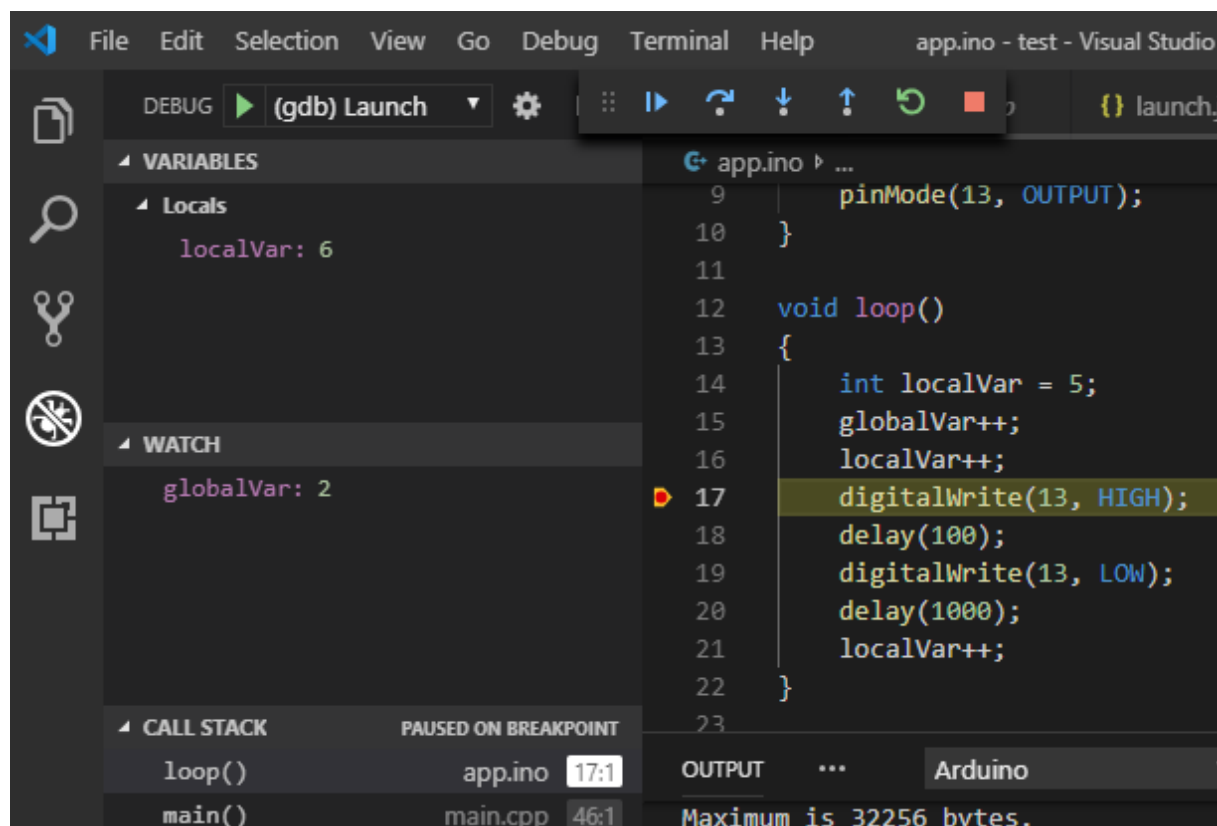 File Edit Selection View Go Debug Terminal Help app.ino - test - Visual Studio
DEBUG (gdb) Launch
{} launch.
VARIABLES
Locals
localVar: 6
WATCH
globalVar: 2
CALL STACK PAUSED ON BREAKPOINT
loop() app.ino 17:1
main() main.cpp 46:1
app.ino ...
9 pinMode(13, OUTPUT);
10 }
11
12 void loop()
13 {
14 int localVar = 5;
15 globalVar++;
16 localVar++;
17 digitalWrite(13, HIGH);
18 delay(100);
19 digitalWrite(13, LOW);
20 delay(1000);
21 localVar++;
22 }
23
OUTPUT ... Arduino
Maximum is 32256 bytes.